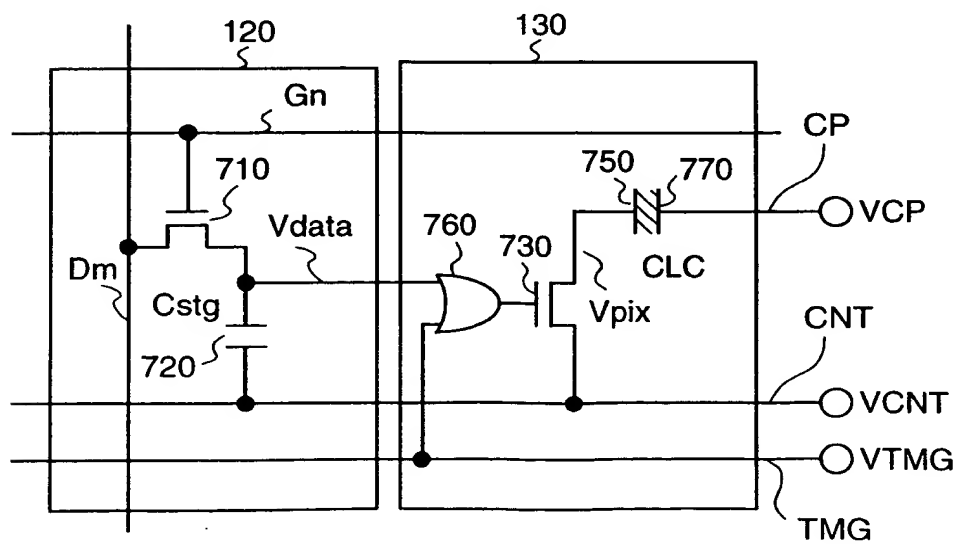 120
130
Gn
CP
710
750
770
VCP
Vdata
760
730
CLC
Dm
Cstg
Vpix
CNT
720
VCNT
VTMG
TMG